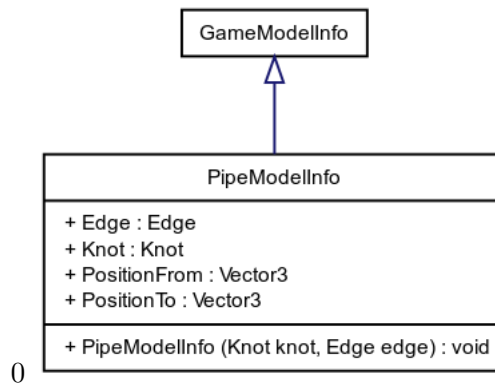 GameModelInfo
PipeModelInfo
+ Edge : Edge
+ Knot : Knot
+ PositionFrom : Vector3
+ PositionTo : Vector3
+ PipeModelInfo (Knot knot, Edge edge) : void
0